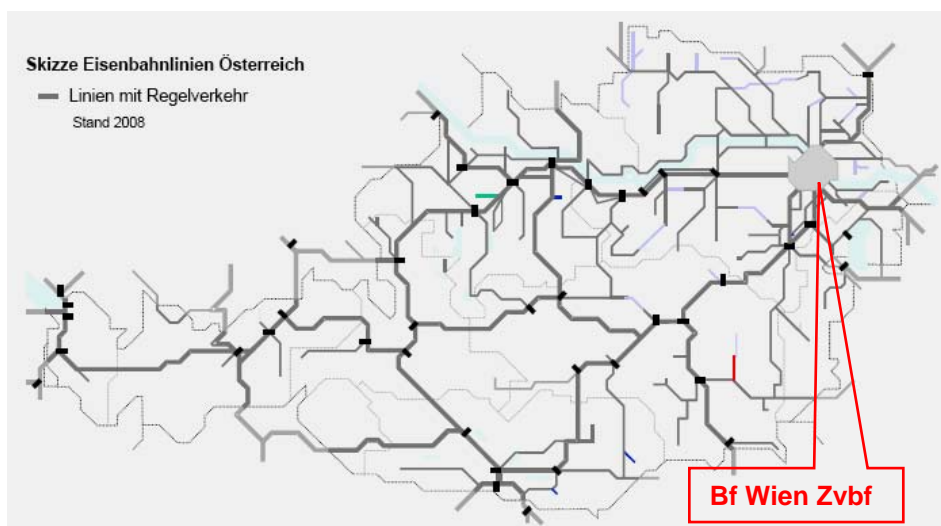 Skizze Eisenbahnlinien Österreich
Linien mit Regelverkehr
Stand 2008
Bf Wien Zvbf